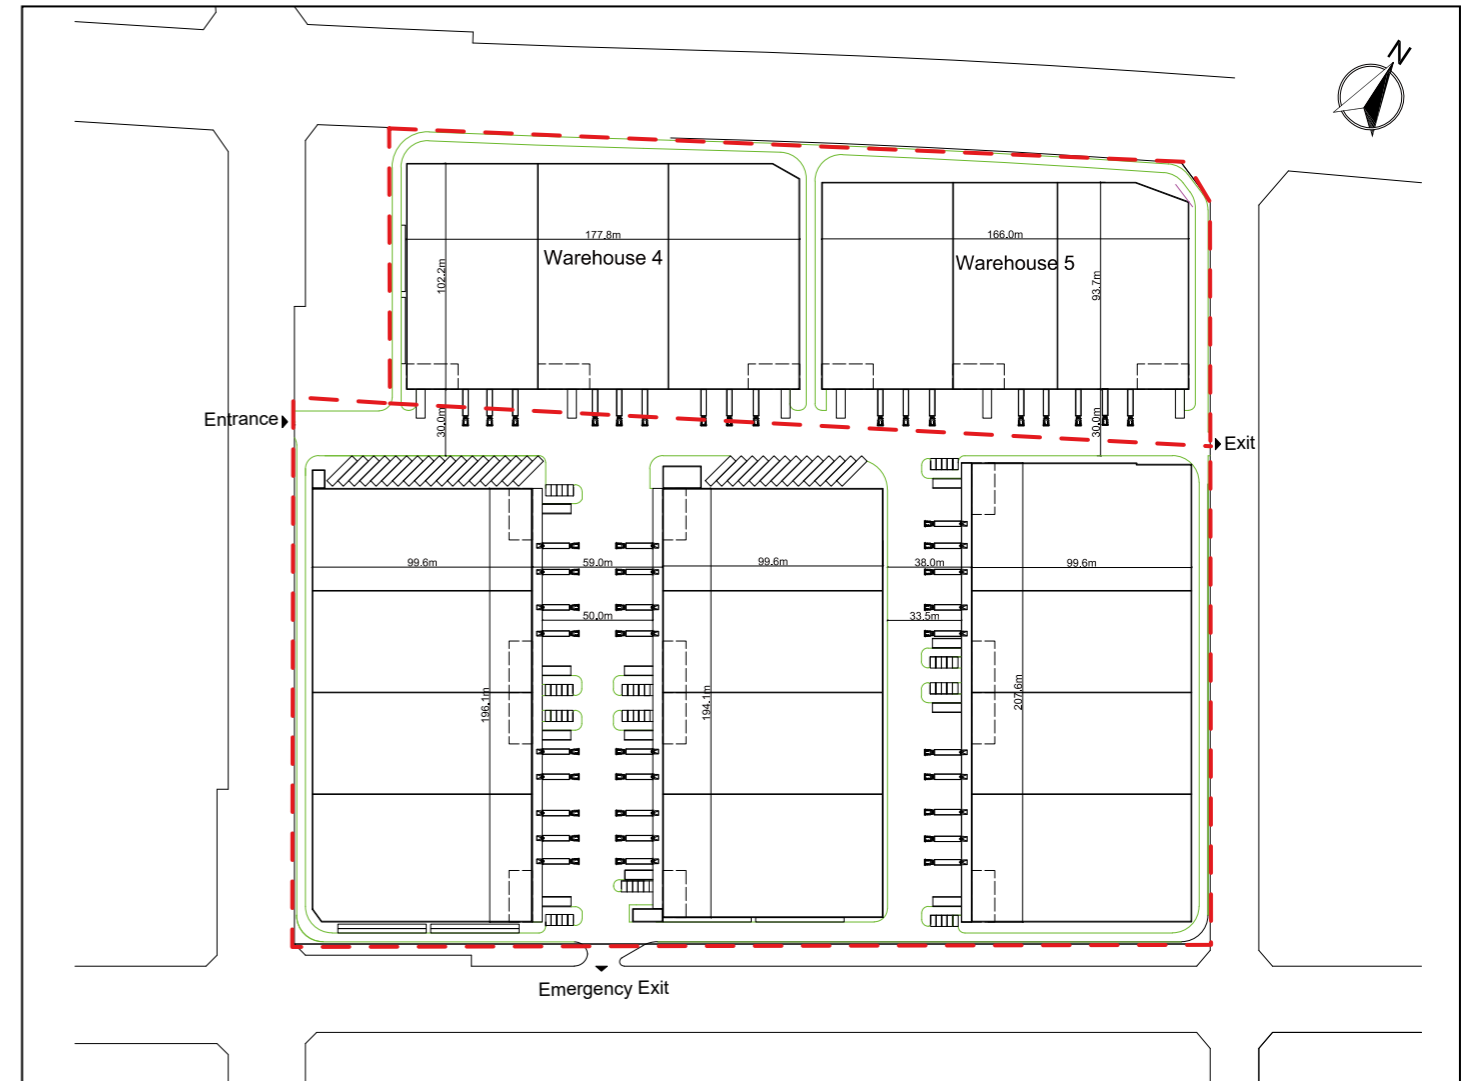 N
177.8m
166.0m
Warehouse 4
Warehouse 5
102.2m
93.7m
Entrance
30.0m
30.0m
Exit
99.6m
59.0m
99.6m
38.0m
99.6m
50.0m
33.5m
196.1m
194.1m
207.6m
Emergency Exit